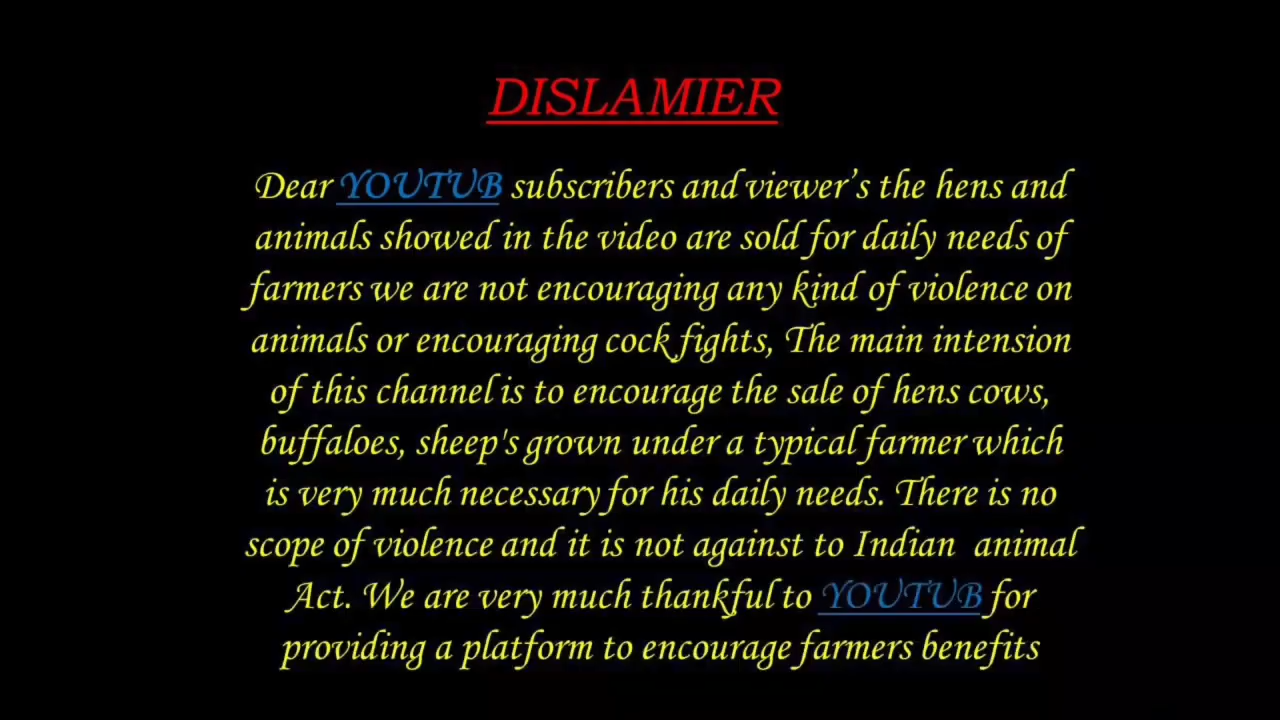 DISLAMIER
Dear YOUTUB subscribers and viewer’s the hens and
animals showed in the video are sold for daily needs of
farmers we are not encouraging any kind of violence on
animals or encouraging cock fights, The main intension
of this channel is to encourage the sale of hens cows,
buffaloes, sheep's grown under a typical farmer which
is very much necessary for his daily needs. There is no
scope of violence and it is not against to Indian animal
Act. We are very much thankful to YOUTUB for
providing a platform to encourage farmers benefits